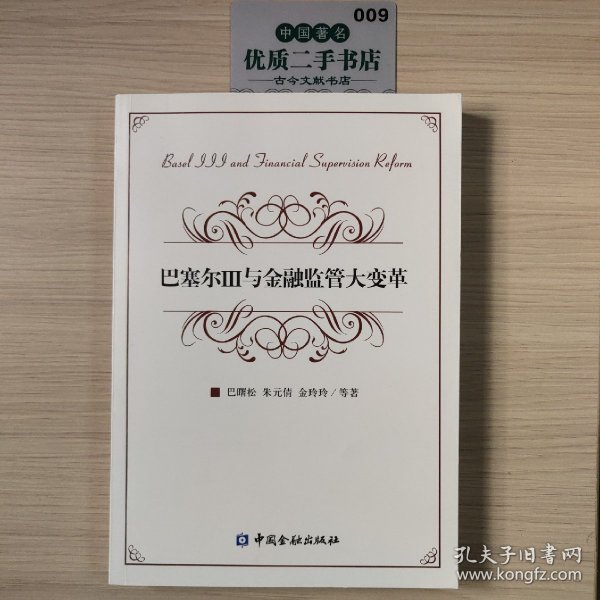 009
中国著名
优质二手书店
古今文献书店
Basel III and Financial Supervision Reform
巴塞尔III与金融监管大变革
巴曙松 朱元倩 金玲玲/等著
中国金融出版社
孔夫子旧书网
www.kongfz.com